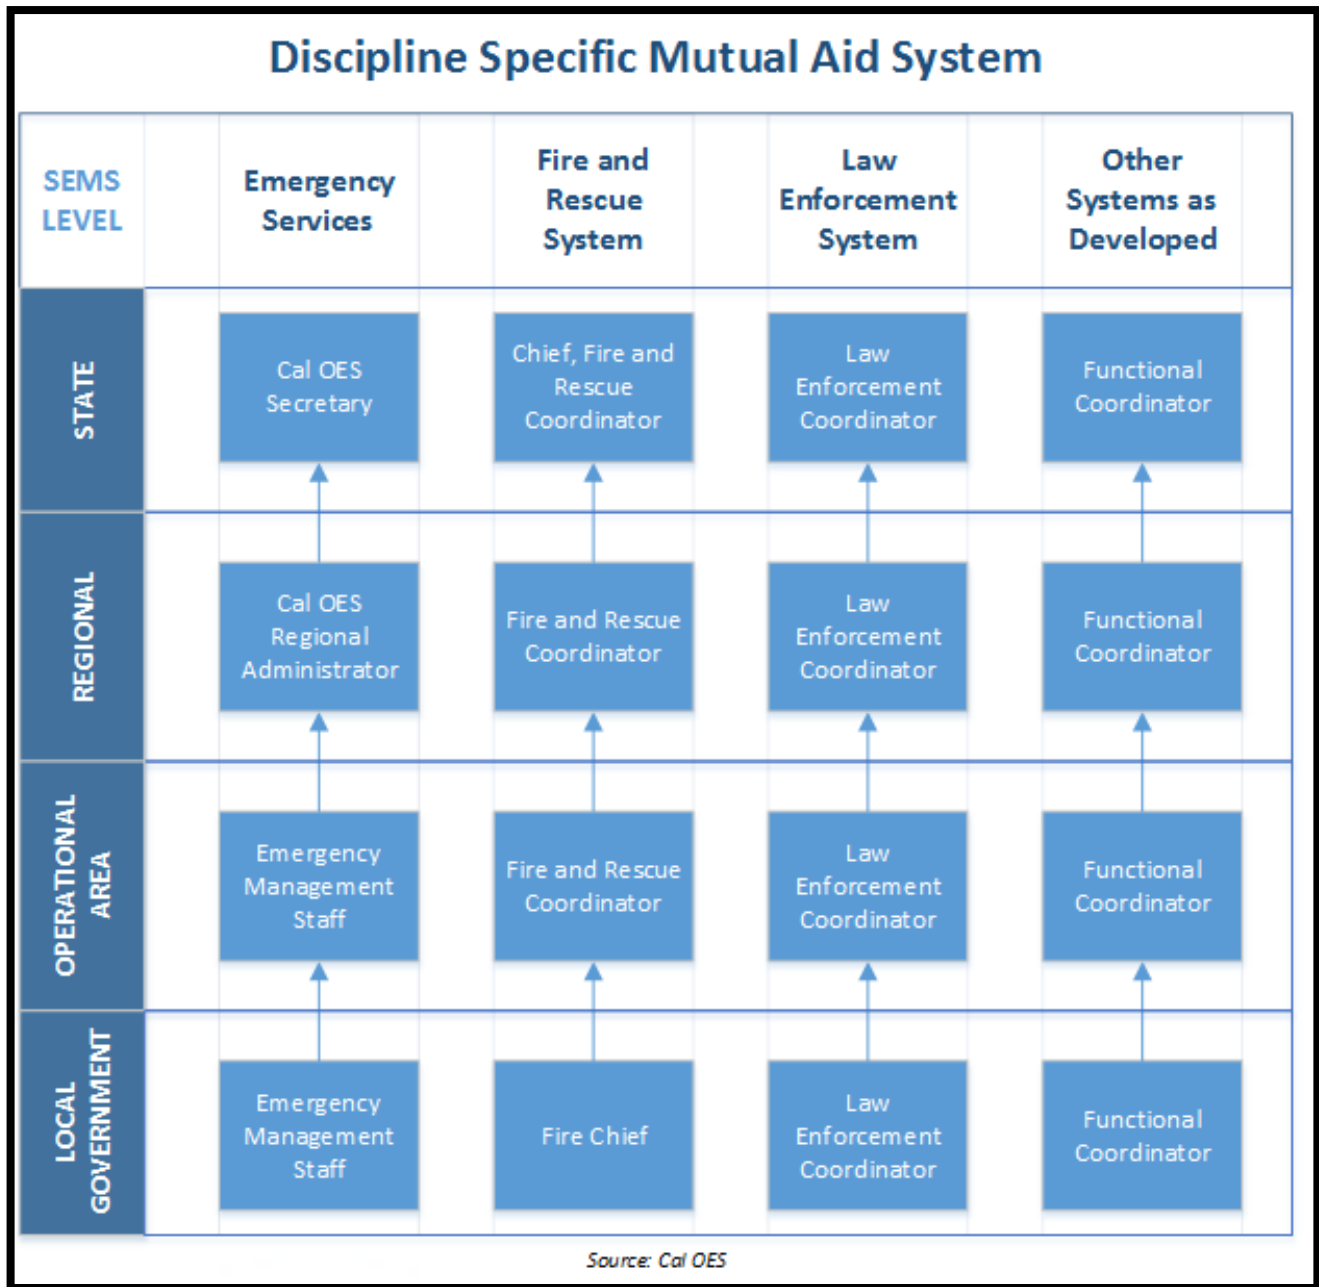 Discipline Specific Mutual Aid System
SEMS
LEVEL
Emergency
Services
Fire and
Rescue
System
Law
Enforcement
System
Other
Systems as
Developed
STATE
Cal OES
Secretary
Chief, Fire and
Rescue
Coordinator
Law
Enforcement
Coordinator
Functional
Coordinator
REGIONAL
Cal OES
Regional
Administrator
Fire and Rescue
Coordinator
Law
Enforcement
Coordinator
Functional
Coordinator
OPERATIONAL
AREA
Emergency
Management
Staff
Fire and Rescue
Coordinator
Law
Enforcement
Coordinator
Functional
Coordinator
LOCAL
GOVERNMENT
Emergency
Management
Staff
Fire Chief
Law
Enforcement
Coordinator
Functional
Coordinator
Source: Cal OES